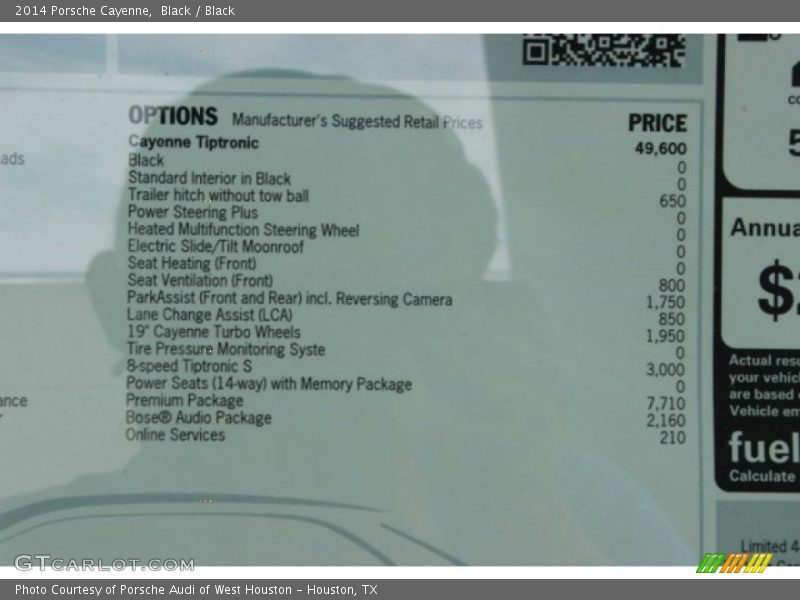 2014 Porsche Cayenne,  Black / Black
OPTIONS Manufacturer's Suggested Retail Prices PRICE
Cayenne Tiptronic 49,600
Black 0
Standard Interior in Black 0
Trailer hitch without tow ball 650
Power Steering Plus 0
Heated Multifunction Steering Wheel 0
Electric Slide/Tilt Moonroof 0
Seat Heating (Front) 0
Seat Ventilation (Front) 800
ParkAssist (Front and Rear) incl. Reversing Camera 1,750
Lane Change Assist (LCA) 850
19" Cayenne Turbo Wheels 1,950
Tire Pressure Monitoring Syste 0
8-speed Tiptronic S 3,000
Power Seats (14-way) with Memory Package 0
Premium Package 7,710
Bose® Audio Package 2,160
Online Services 210
ads
ance
5
Annua
$2
Actual resu
your vehicl
are based o
Vehicle em
fuel
Calculate
Limited 4
GTCARLOT.COM
Photo Courtesy of Porsche Audi of West Houston - Houston, TX